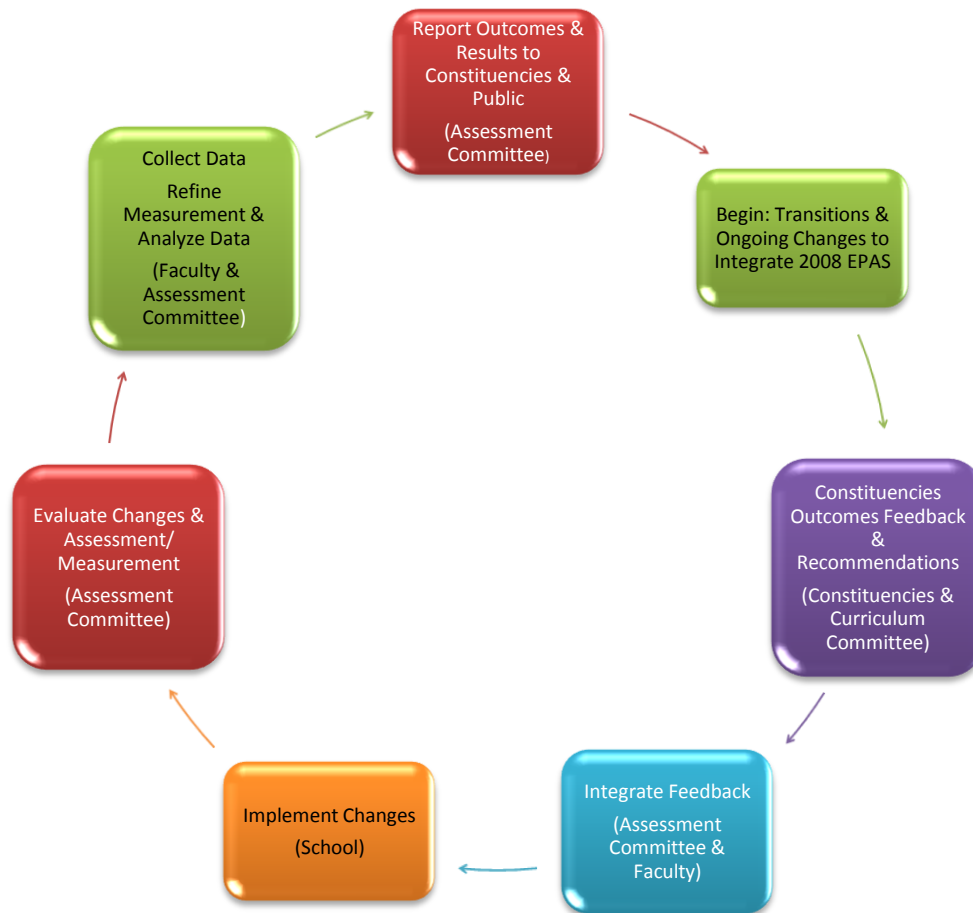 Report Outcomes &
Results to
Constituencies &
Public
(Assessment
Committee)
Begin: Transitions &
Ongoing Changes to
Integrate 2008 EPAS
Constituencies
Outcomes Feedback
&
Recommendations
(Constituencies &
Curriculum
Committee)
Integrate Feedback
(Assessment
Committee &
Faculty)
Implement Changes
(School)
Evaluate Changes &
Assessment/
Measurement
(Assessment
Committee)
Collect Data
Refine
Measurement &
Analyze Data
(Faculty &
Assessment
Committee)